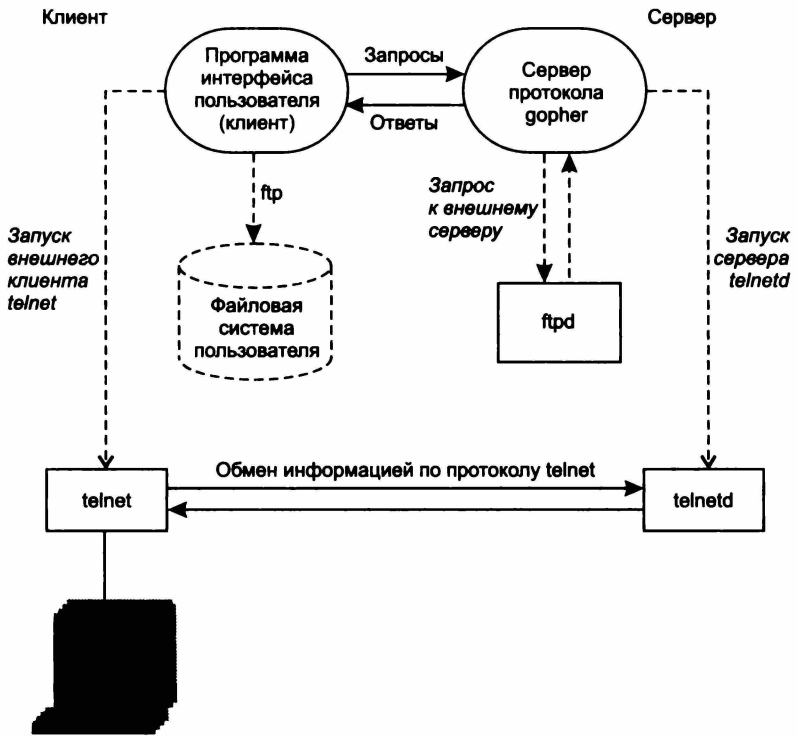 Клиент
Сервер
Программа
интерфейса
пользователя
(клиент)
Запросы
Ответы
Сервер
протокола
gopher
ftp
Запрос
к внешнему
серверу
Запуск
внешнего
клиента
telnet
Запуск
сервера
telnetd
Файловая
система
пользователя
ftpd
Обмен информацией по протоколу telnet
telnet
telnetd